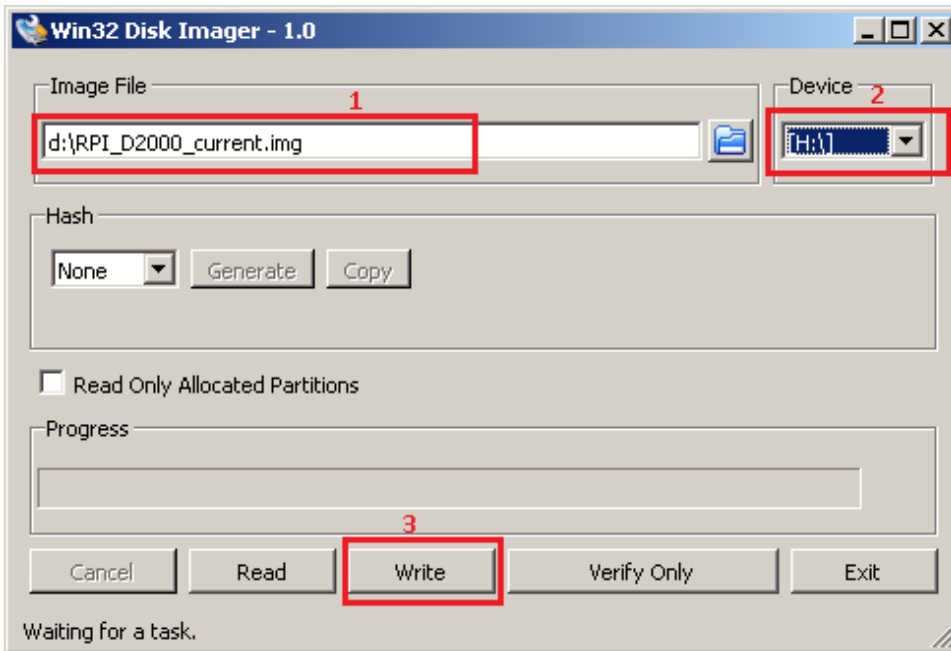 Win32 Disk Imager - 1.0
Image File
Device
1
2
d:\RPI_D2000_current.img
[H:\]
Hash
None
Generate
Copy
Read Only Allocated Partitions
Progress
3
Cancel
Read
Write
Verify Only
Exit
Waiting for a task.